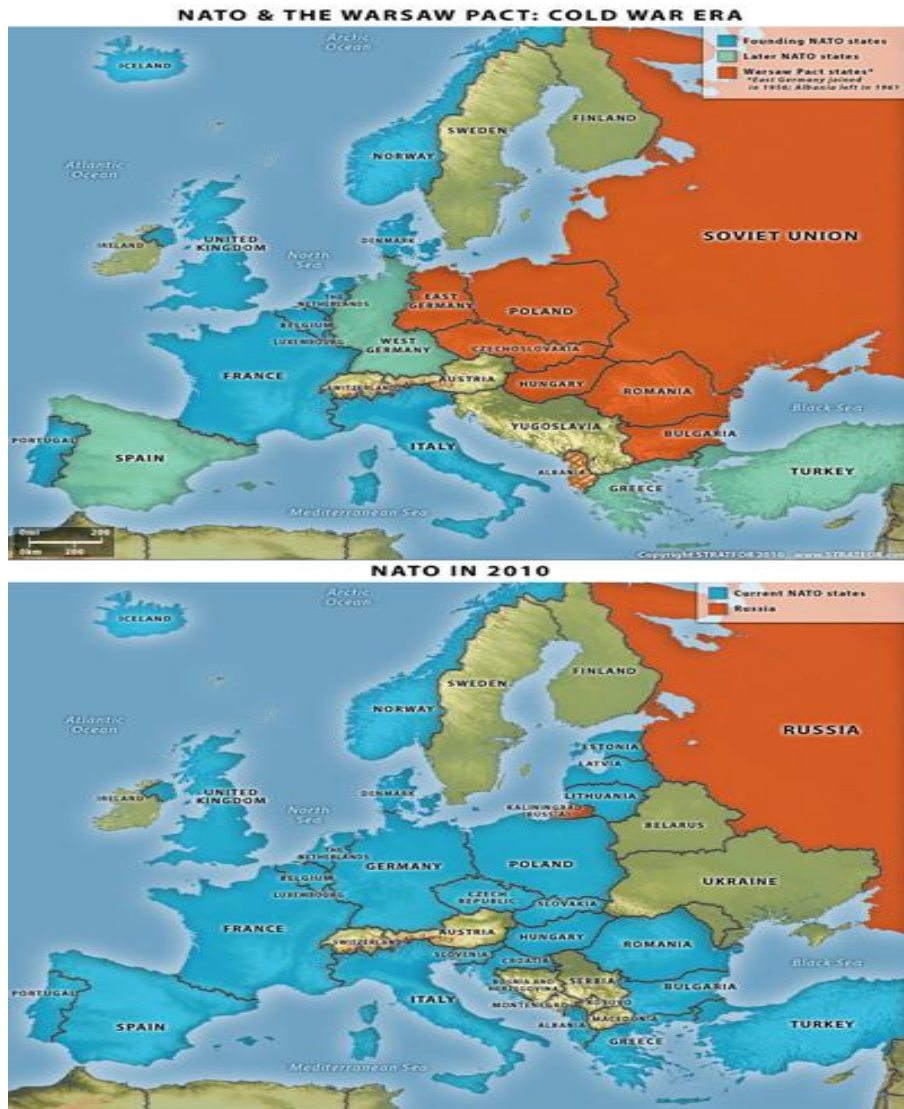 NATO & THE WARSAW PACT: COLD WAR ERA
Arctic
Ocean
Founding NATO states
Later NATO states
Warsaw Pact states*
*East Germany joined
in 1956; Albania left in 1961
ICELAND
SWEDEN
FINLAND
NORWAY
Atlantic
Ocean
SOVIET UNION
IRELAND
UNITED
KINGDOM
DENMARK
North
Sea
THE
NETHERLANDS
EAST
GERMANY
POLAND
BELGIUM
LUXEMBOURG
WEST
GERMANY
CZECHOSLOVAKIA
FRANCE
SWITZERLAND
AUSTRIA
HUNGARY
ROMANIA
Black Sea
YUGOSLAVIA
BULGARIA
PORTUGAL
SPAIN
ITALY
ALBANIA
GREECE
TURKEY
Mediterranean Sea
0mi 200
0km 200
Copyright STRATFOR 2010 www.STRATFOR.com
NATO IN 2010
Arctic
Ocean
Current NATO states
Russia
ICELAND
SWEDEN
FINLAND
NORWAY
Atlantic
Ocean
RUSSIA
ESTONIA
LATVIA
LITHUANIA
IRELAND
UNITED
KINGDOM
DENMARK
North
Sea
KALININGRAD
(RUSSIA)
BELARUS
THE
NETHERLANDS
GERMANY
POLAND
BELGIUM
LUXEMBOURG
CZECH
REPUBLIC
SLOVAKIA
UKRAINE
FRANCE
SWITZERLAND
AUSTRIA
HUNGARY
ROMANIA
SLOVENIA
CROATIA
Black Sea
BOSNIA AND
HERZEGOVINA
SERBIA
KOSOVO
MONTENEGRO
BULGARIA
PORTUGAL
SPAIN
ITALY
MACEDONIA
ALBANIA
GREECE
TURKEY
Mediterranean Sea